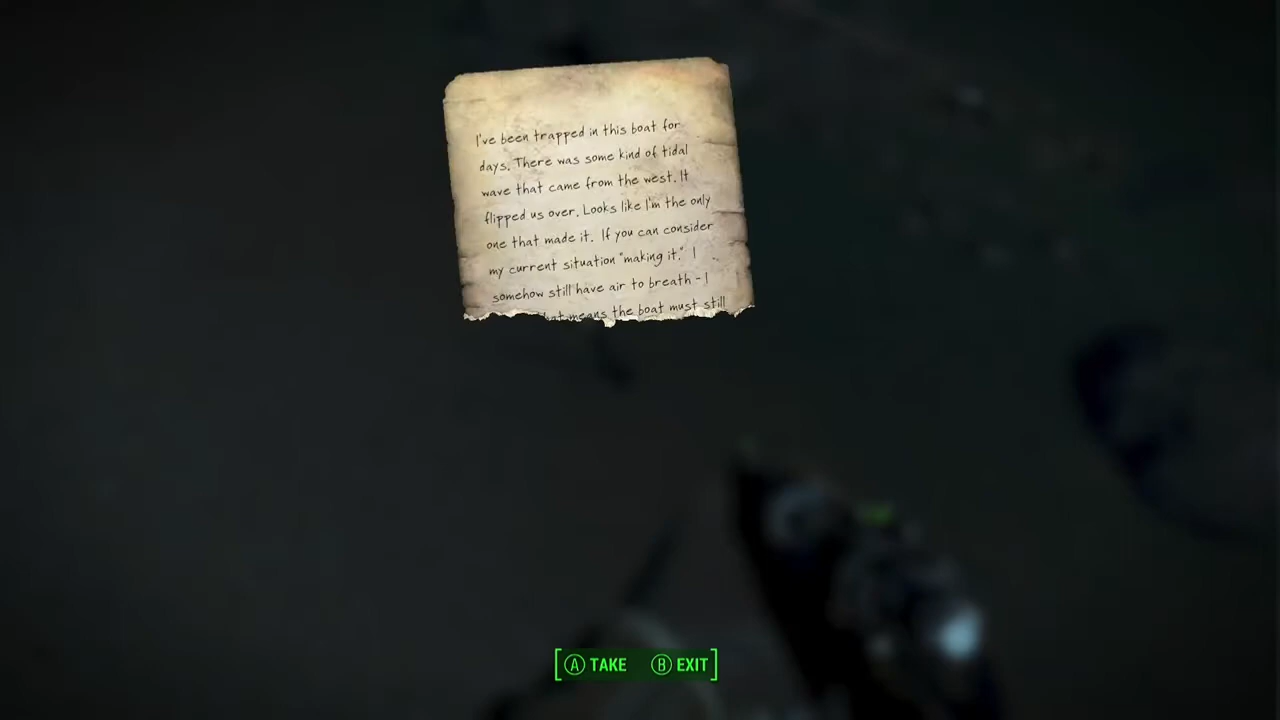 I've been trapped in this boat for
days. There was some kind of tidal
wave that came from the west. It
flipped us over. Looks like I'm the only
one that made it. If you can consider
my current situation "making it." I
somehow still have air to breath - I
means the boat must still
Ⓐ TAKE Ⓑ EXIT